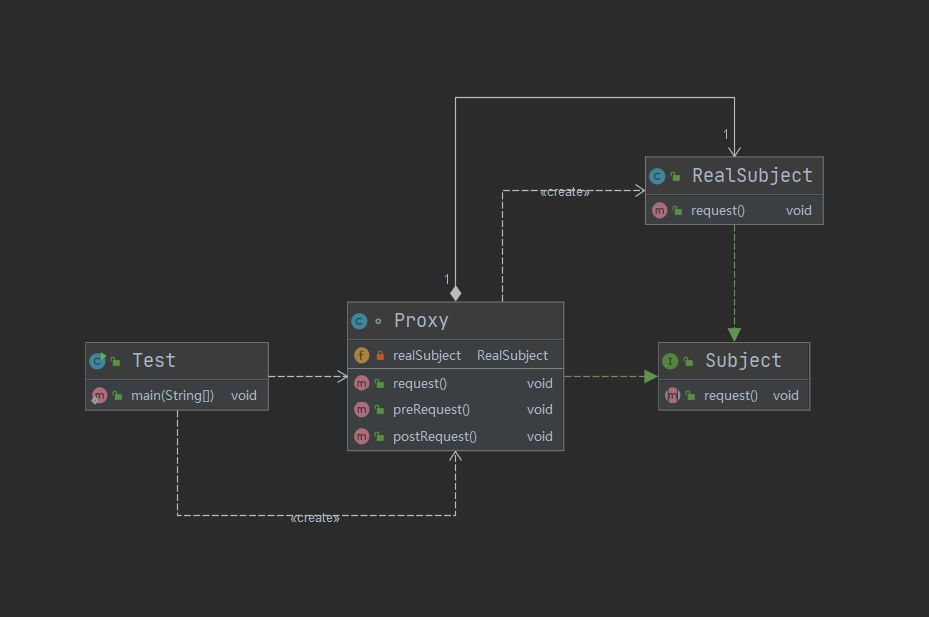 1
C RealSubject
«create»
m request() void
1
C Proxy
f realSubject RealSubject
m request() void
m preRequest() void
m postRequest() void
C Test
m main(String[]) void
I Subject
m request() void
«create»